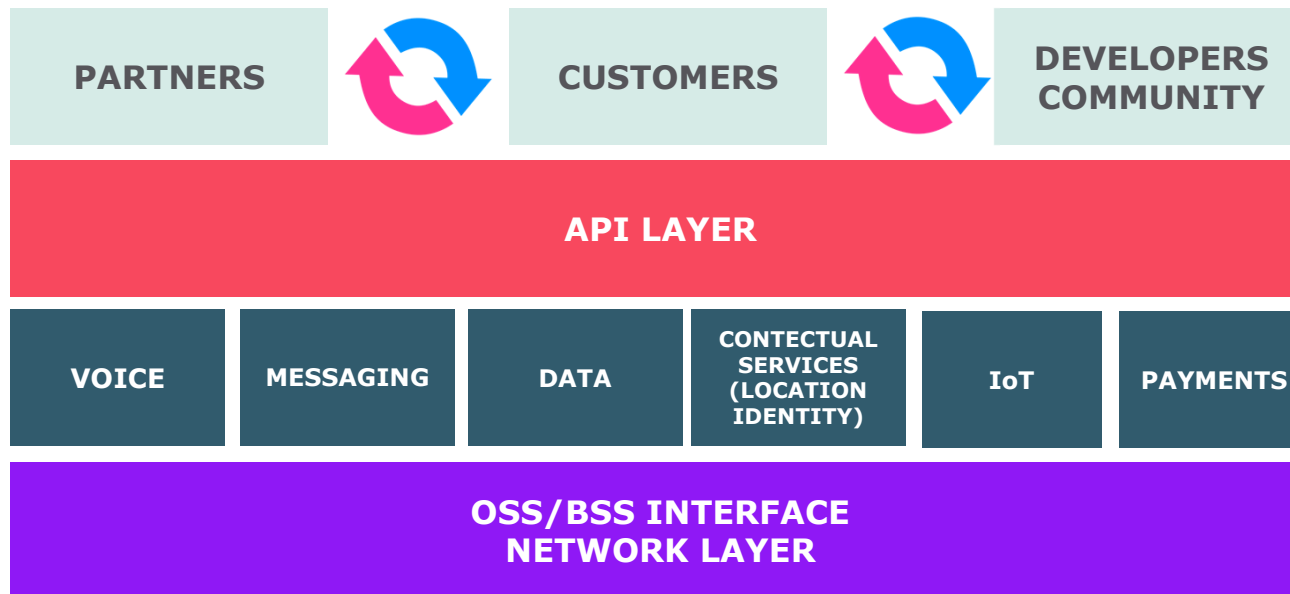 PARTNERS
CUSTOMERS
DEVELOPERS
COMMUNITY
API LAYER
VOICE
MESSAGING
DATA
CONTECTUAL
SERVICES
(LOCATION
IDENTITY)
IoT
PAYMENTS
OSS/BSS INTERFACE
NETWORK LAYER